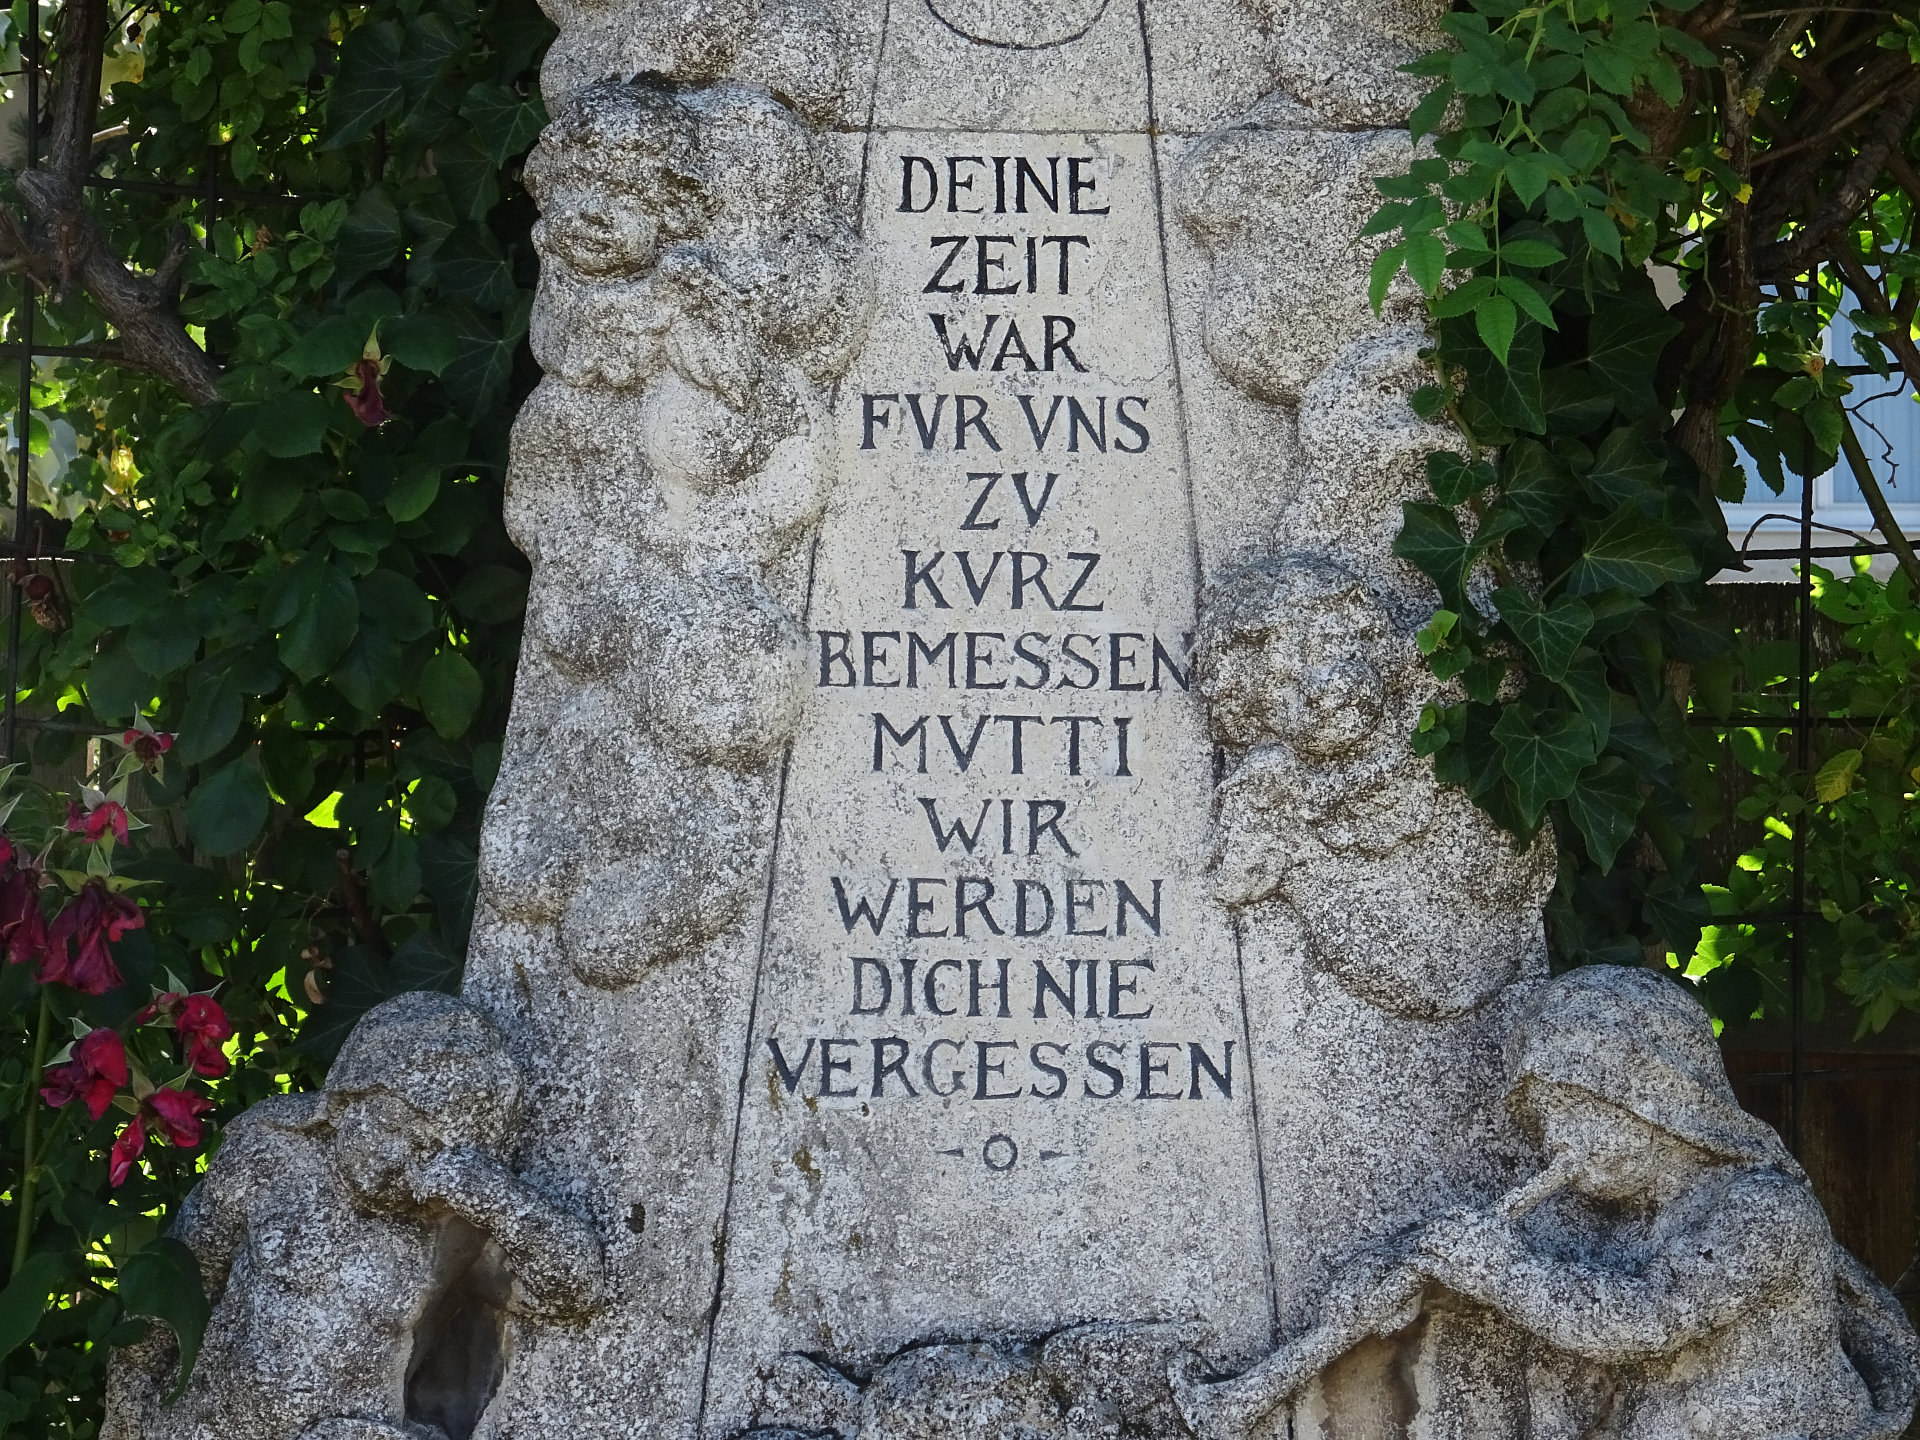 DEINE
ZEIT
WAR
FVR VNS
ZV
KVRZ
BEMESSEN
MVTTI
WIR
WERDEN
DICH NIE
VERGESSEN
-O-